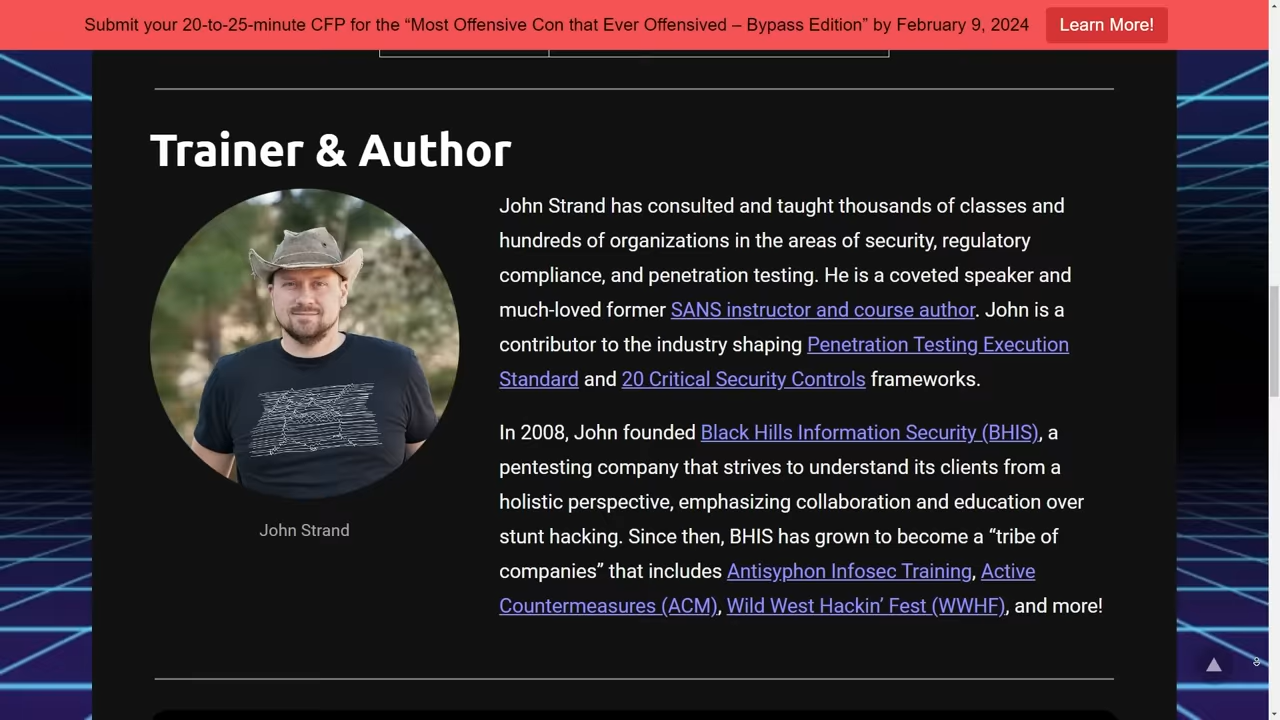 Submit your 20-to-25-minute CFP for the “Most Offensive Con that Ever Offensived – Bypass Edition” by February 9, 2024 Learn More!
Trainer & Author
John Strand has consulted and taught thousands of classes and
hundreds of organizations in the areas of security, regulatory
compliance, and penetration testing. He is a coveted speaker and
much-loved former SANS instructor and course author. John is a
contributor to the industry shaping Penetration Testing Execution
Standard and 20 Critical Security Controls frameworks.
In 2008, John founded Black Hills Information Security (BHIS), a
pentesting company that strives to understand its clients from a
holistic perspective, emphasizing collaboration and education over
stunt hacking. Since then, BHIS has grown to become a “tribe of
companies” that includes Antisyphon Infosec Training, Active
Countermeasures (ACM), Wild West Hackin’ Fest (WWHF), and more!
John Strand